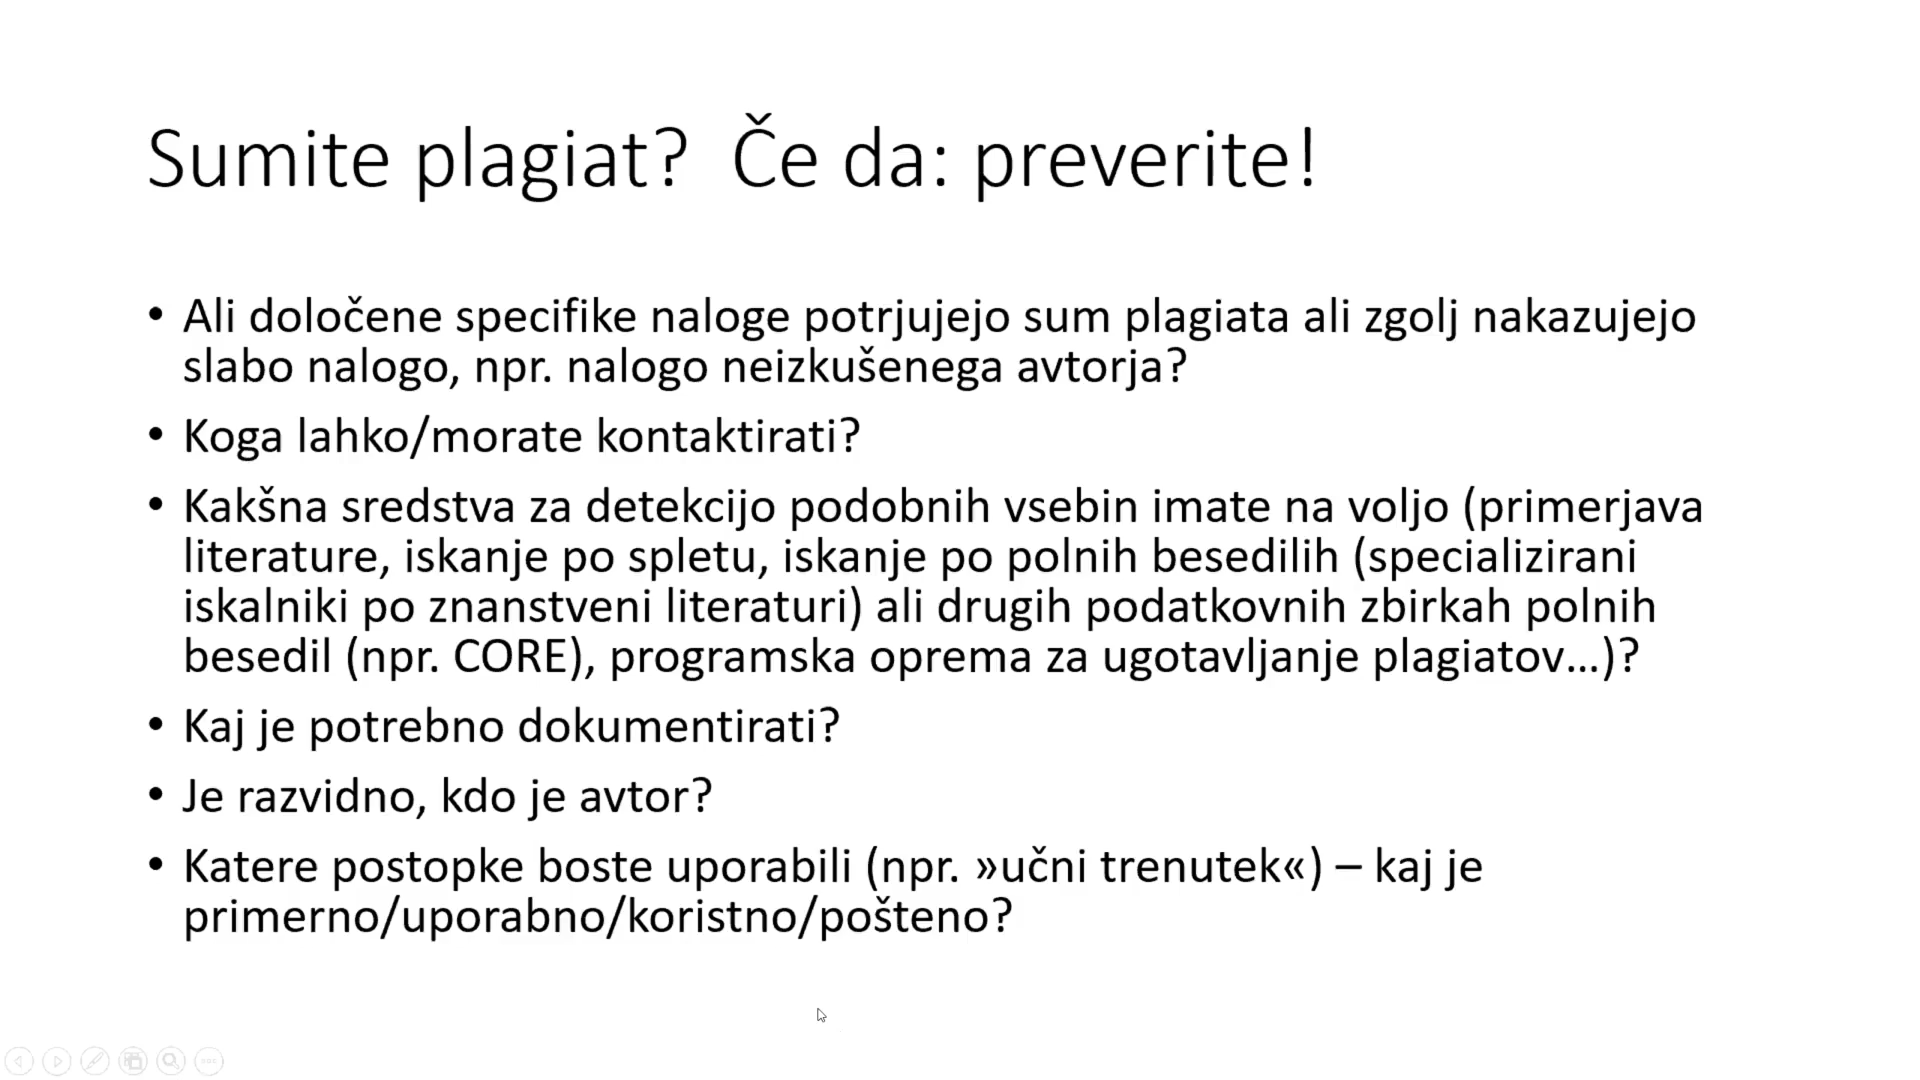 Sumite plagiat?  Če da: preverite!
• Ali določene specifike naloge potrjujejo sum plagiata ali zgolj nakazujejo
slabo nalogo, npr. nalogo neizkušenega avtorja?
• Koga lahko/morate kontaktirati?
• Kakšna sredstva za detekcijo podobnih vsebin imate na voljo (primerjava
literature, iskanje po spletu, iskanje po polnih besedilih (specializirani
iskalniki po znanstveni literaturi) ali drugih podatkovnih zbirkah polnih
besedil (npr. CORE), programska oprema za ugotavljanje plagiatov…)?
• Kaj je potrebno dokumentirati?
• Je razvidno, kdo je avtor?
• Katere postopke boste uporabili (npr. »učni trenutek«) – kaj je
primerno/uporabno/koristno/pošteno?